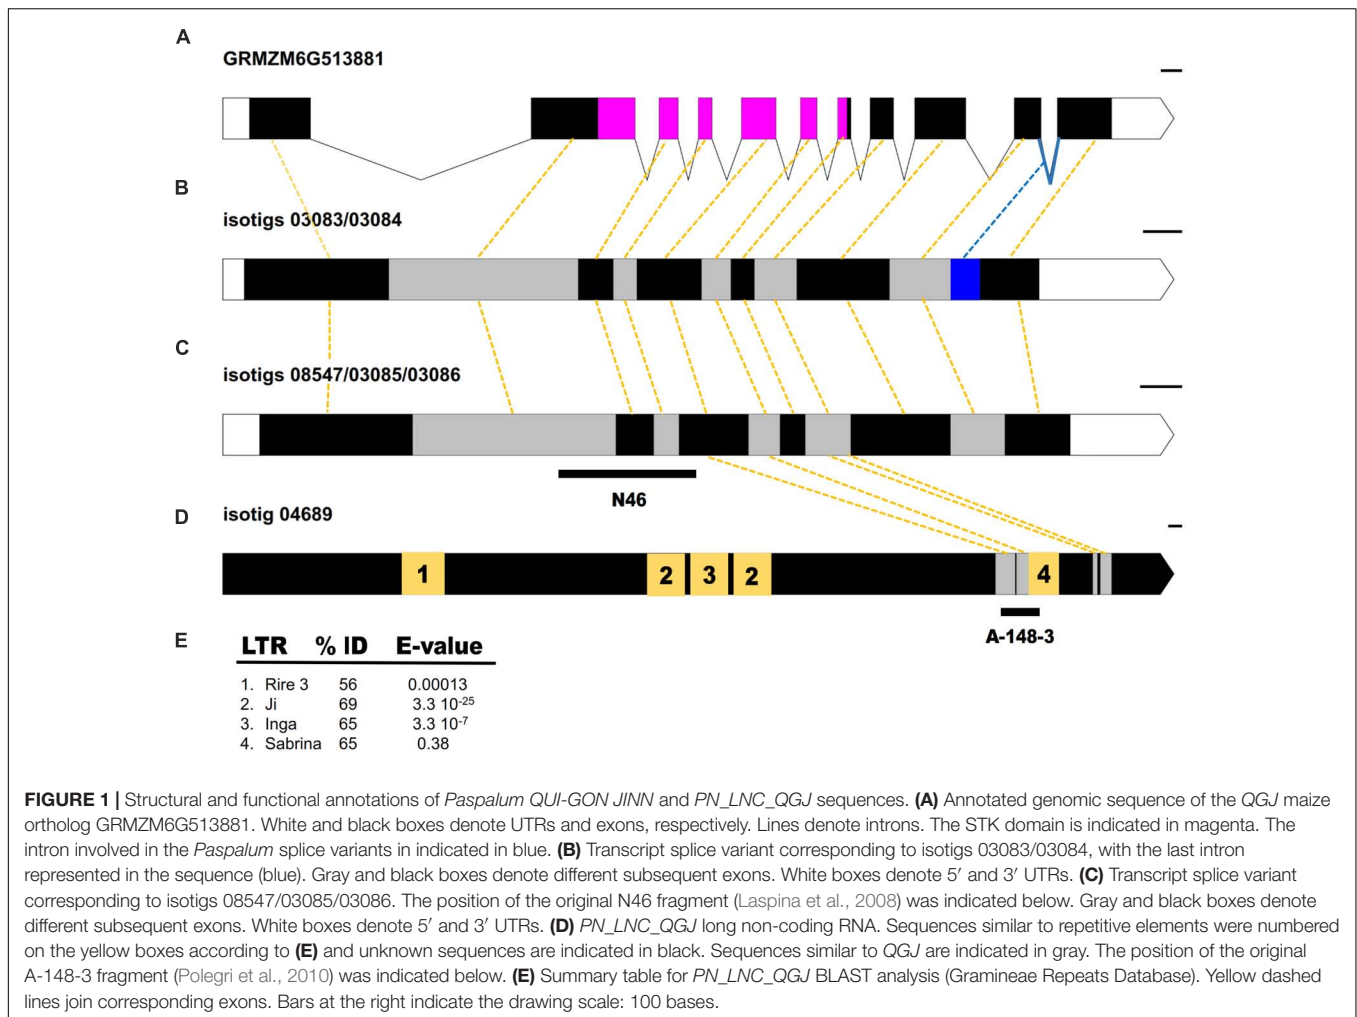 A
GRMZM6G513881
B
isotigs 03083/03084
C
isotigs 08547/03085/03086
N46
D
isotig 04689
1 2 3 2 4
A-148-3
E
LTR % ID E-value
1. Rire 3 56 0.00013
2. Ji 69 3.3 10-25
3. Inga 65 3.3 10-7
4. Sabrina 65 0.38
FIGURE 1 | Structural and functional annotations of Paspalum QUI-GON JINN and PN_LNC_QGJ sequences. (A) Annotated genomic sequence of the QGJ maize
ortholog GRMZM6G513881. White and black boxes denote UTRs and exons, respectively. Lines denote introns. The STK domain is indicated in magenta. The
intron involved in the Paspalum splice variants in indicated in blue. (B) Transcript splice variant corresponding to isotigs 03083/03084, with the last intron
represented in the sequence (blue). Gray and black boxes denote different subsequent exons. White boxes denote 5′ and 3′ UTRs. (C) Transcript splice variant
corresponding to isotigs 08547/03085/03086. The position of the original N46 fragment (Laspina et al., 2008) was indicated below. Gray and black boxes denote
different subsequent exons. White boxes denote 5′ and 3′ UTRs. (D) PN_LNC_QGJ long non-coding RNA. Sequences similar to repetitive elements were numbered
on the yellow boxes according to (E) and unknown sequences are indicated in black. Sequences similar to QGJ are indicated in gray. The position of the original
A-148-3 fragment (Polegri et al., 2010) was indicated below. (E) Summary table for PN_LNC_QGJ BLAST analysis (Gramineae Repeats Database). Yellow dashed
lines join corresponding exons. Bars at the right indicate the drawing scale: 100 bases.